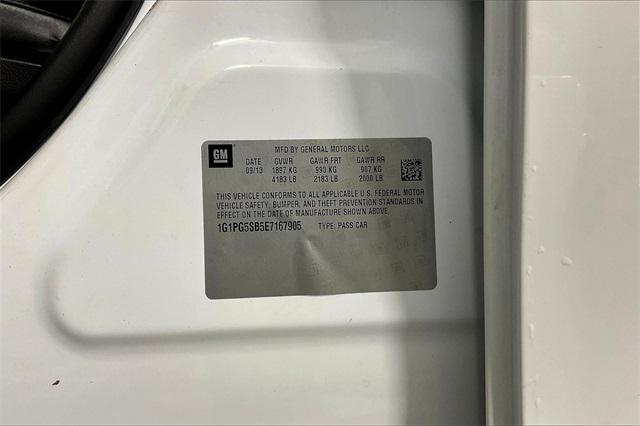 GM
MFD BY GENERAL MOTORS LLC
DATE GVWR GAWR FRT GAWR RR
09/13 1897 KG 990 KG 907 KG
4183 LB 2183 LB 2000 LB
THIS VEHICLE CONFORMS TO ALL APPLICABLE U.S. FEDERAL MOTOR
VEHICLE SAFETY, BUMPER, AND THEFT PREVENTION STANDARDS IN
EFFECT ON THE DATE OF MANUFACTURE SHOWN ABOVE.
1G1PG5SB5E7167905 TYPE: PASS CAR